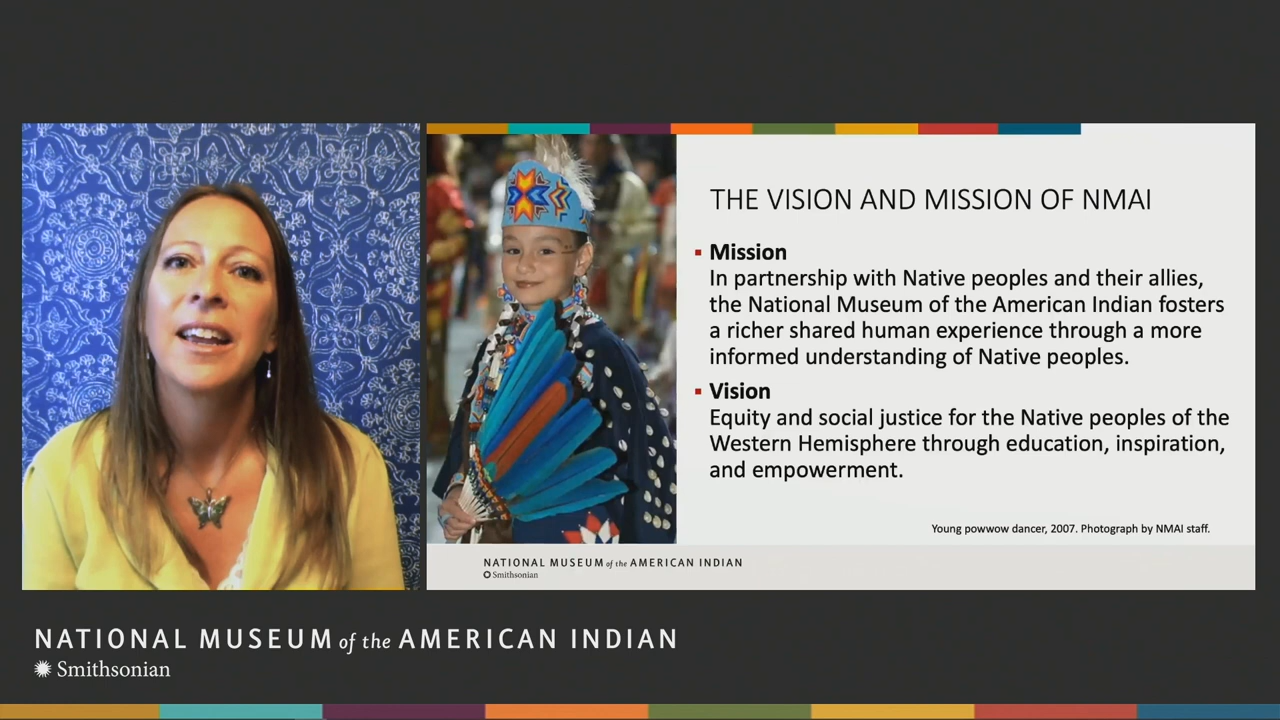 THE VISION AND MISSION OF NMAI
▪ Mission
In partnership with Native peoples and their allies,
the National Museum of the American Indian fosters
a richer shared human experience through a more
informed understanding of Native peoples.
▪ Vision
Equity and social justice for the Native peoples of the
Western Hemisphere through education, inspiration,
and empowerment.
Young powwow dancer, 2007. Photograph by NMAI staff.
NATIONAL MUSEUM of the AMERICAN INDIAN
Smithsonian
NATIONAL MUSEUM of the AMERICAN INDIAN
Smithsonian